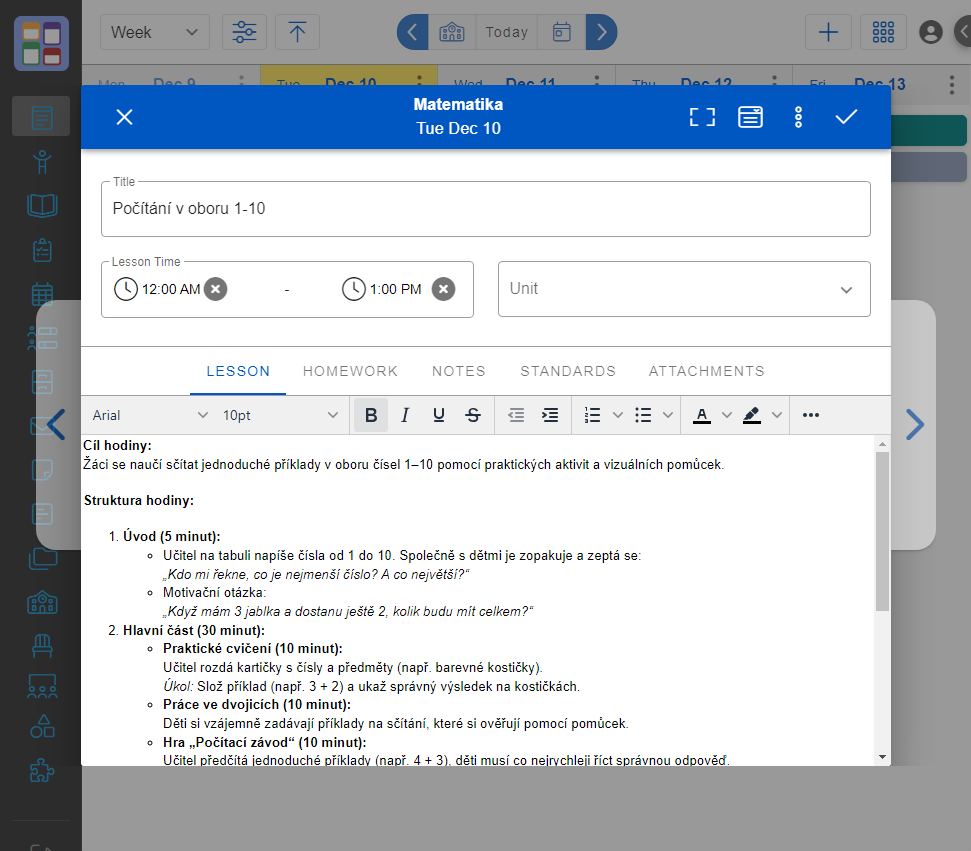 Week
Today
Mon Dec 9
Tue Dec 10
Wed Dec 11
Thu Dec 12
Fri Dec 13
Matematika
Tue Dec 10
Title
Počítání v oboru 1-10
Lesson Time
12:00 AM - 1:00 PM
Unit
LESSON HOMEWORK NOTES STANDARDS ATTACHMENTS
Arial 10pt B I U S A
Cíl hodiny:
Žáci se naučí sčítat jednoduché příklady v oboru čísel 1–10 pomocí praktických aktivit a vizuálních pomůcek.
Struktura hodiny:
1. Úvod (5 minut):
Učitel na tabuli napíše čísla od 1 do 10. Společně s dětmi je zopakuje a zeptá se:
„Kdo mi řekne, co je nejmenší číslo? A co největší?“
Motivační otázka:
„Když mám 3 jablka a dostanu ještě 2, kolik budu mít celkem?“
2. Hlavní část (30 minut):
Praktické cvičení (10 minut):
Učitel rozdá kartičky s čísly a předměty (např. barevné kostičky).
Úkol: Slož příklad (např. 3 + 2) a ukaž správný výsledek na kostičkách.
Práce ve dvojicích (10 minut):
Děti si vzájemně zadávají příklady na sčítání, které si ověřují pomocí pomůcek.
Hra „Počítací závod“ (10 minut):
Učitel předčítá jednoduché příklady (např. 4 + 3), děti musí co nejrychleji říct správnou odpověď.